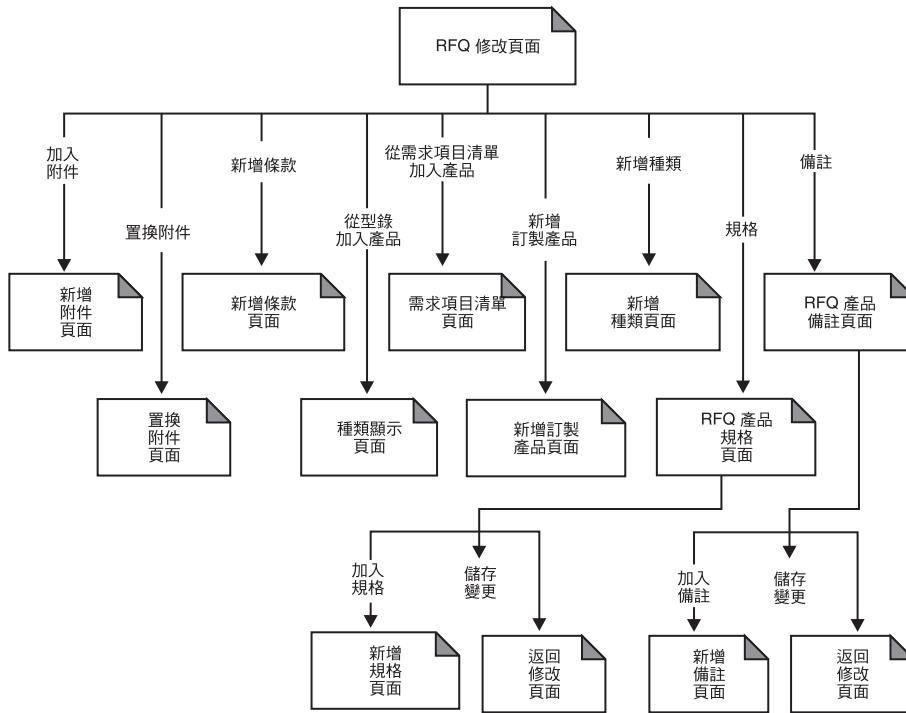 RFQ 修改頁面
加入
附件
置換附件
新增條款
從型錄
加入產品
從需求項目清單
加入產品
新增
訂製產品
新增種類
規格
備註
新增
附件
頁面
新增條款
頁面
需求項目清單
頁面
新增
種類頁面
RFQ 產品
備註頁面
置換
附件
頁面
種類顯示
頁面
新增訂製
產品頁面
RFQ 產品
規格
頁面
加入
規格
儲存
變更
加入
備註
儲存
變更
新增
規格
頁面
返回
修改
頁面
新增
備註
頁面
返回
修改
頁面